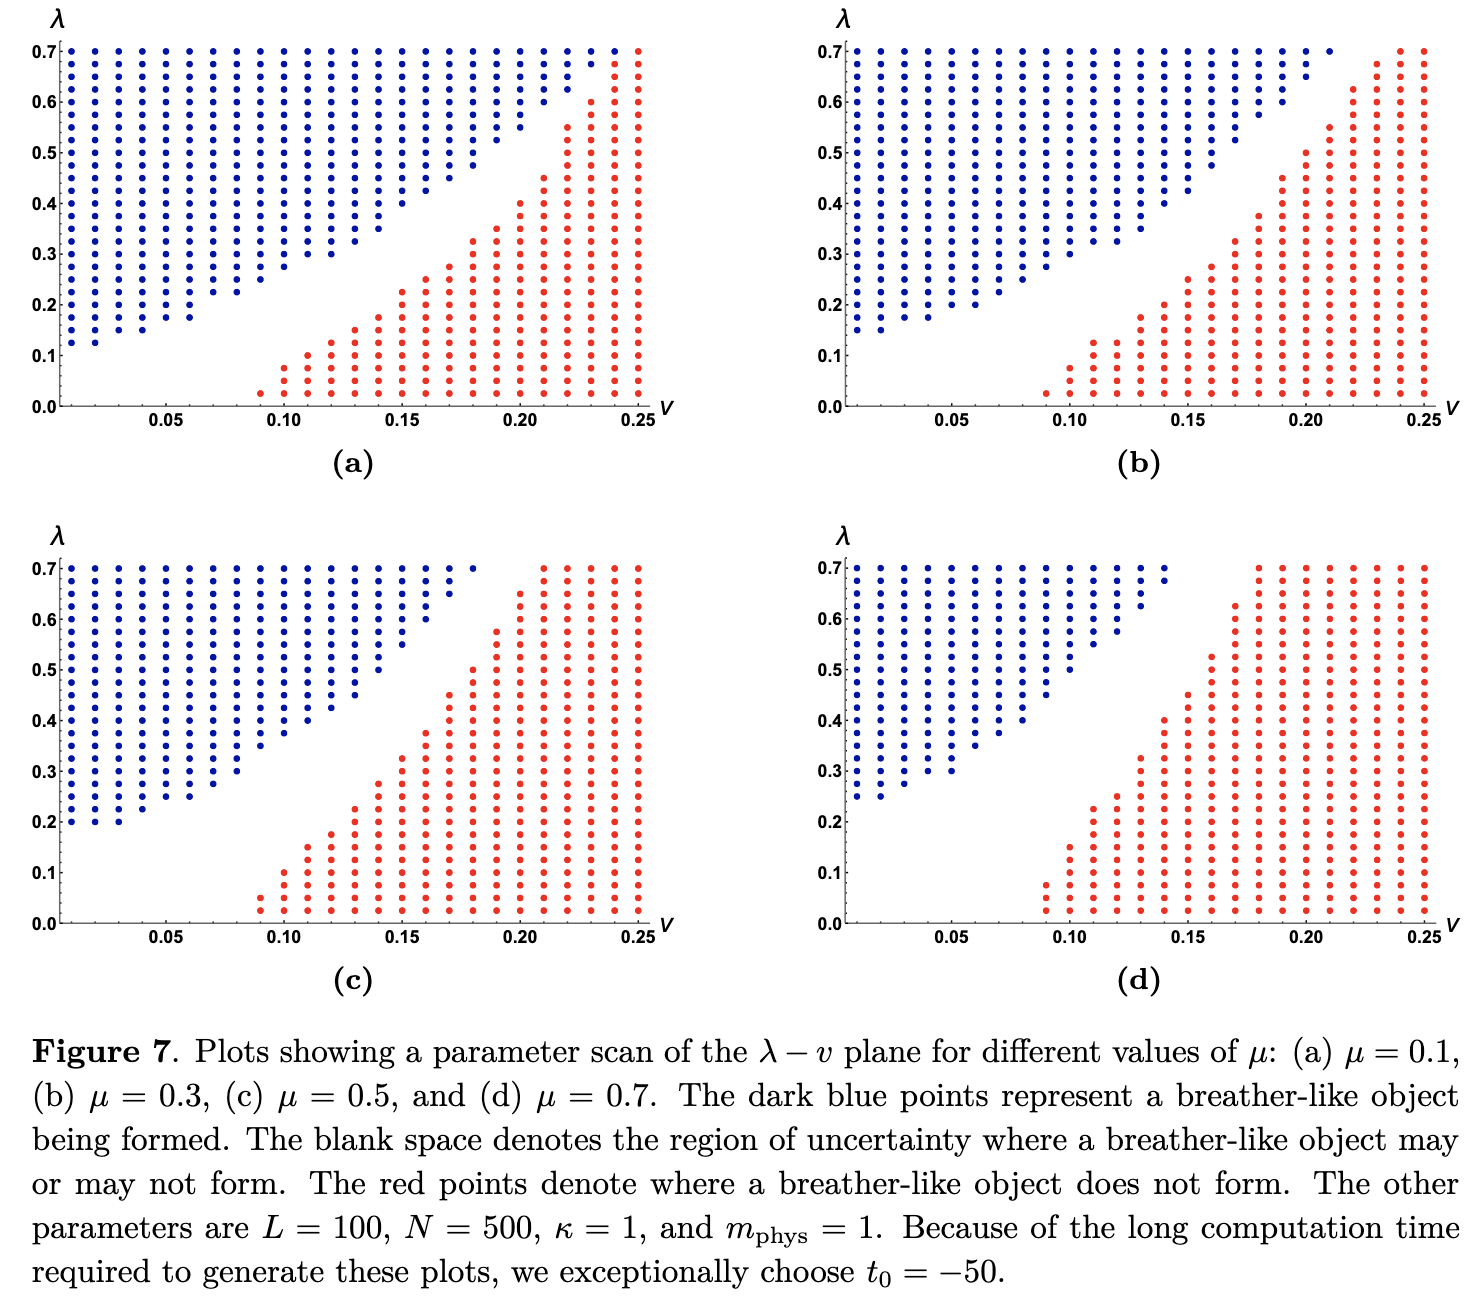 λ
0.7
0.6
0.5
0.4
0.3
0.2
0.1
0.0
0.05 0.10 0.15 0.20 0.25 v
(a)
λ
0.7
0.6
0.5
0.4
0.3
0.2
0.1
0.0
0.05 0.10 0.15 0.20 0.25 v
(b)
λ
0.7
0.6
0.5
0.4
0.3
0.2
0.1
0.0
0.05 0.10 0.15 0.20 0.25 v
(c)
λ
0.7
0.6
0.5
0.4
0.3
0.2
0.1
0.0
0.05 0.10 0.15 0.20 0.25 v
(d)
Figure 7. Plots showing a parameter scan of the λ − v plane for different values of μ: (a) μ = 0.1,
(b) μ = 0.3, (c) μ = 0.5, and (d) μ = 0.7. The dark blue points represent a breather-like object
being formed. The blank space denotes the region of uncertainty where a breather-like object may
or may not form. The red points denote where a breather-like object does not form. The other
parameters are L = 100, N = 500, κ = 1, and m_phys = 1. Because of the long computation time
required to generate these plots, we exceptionally choose t₀ = −50.